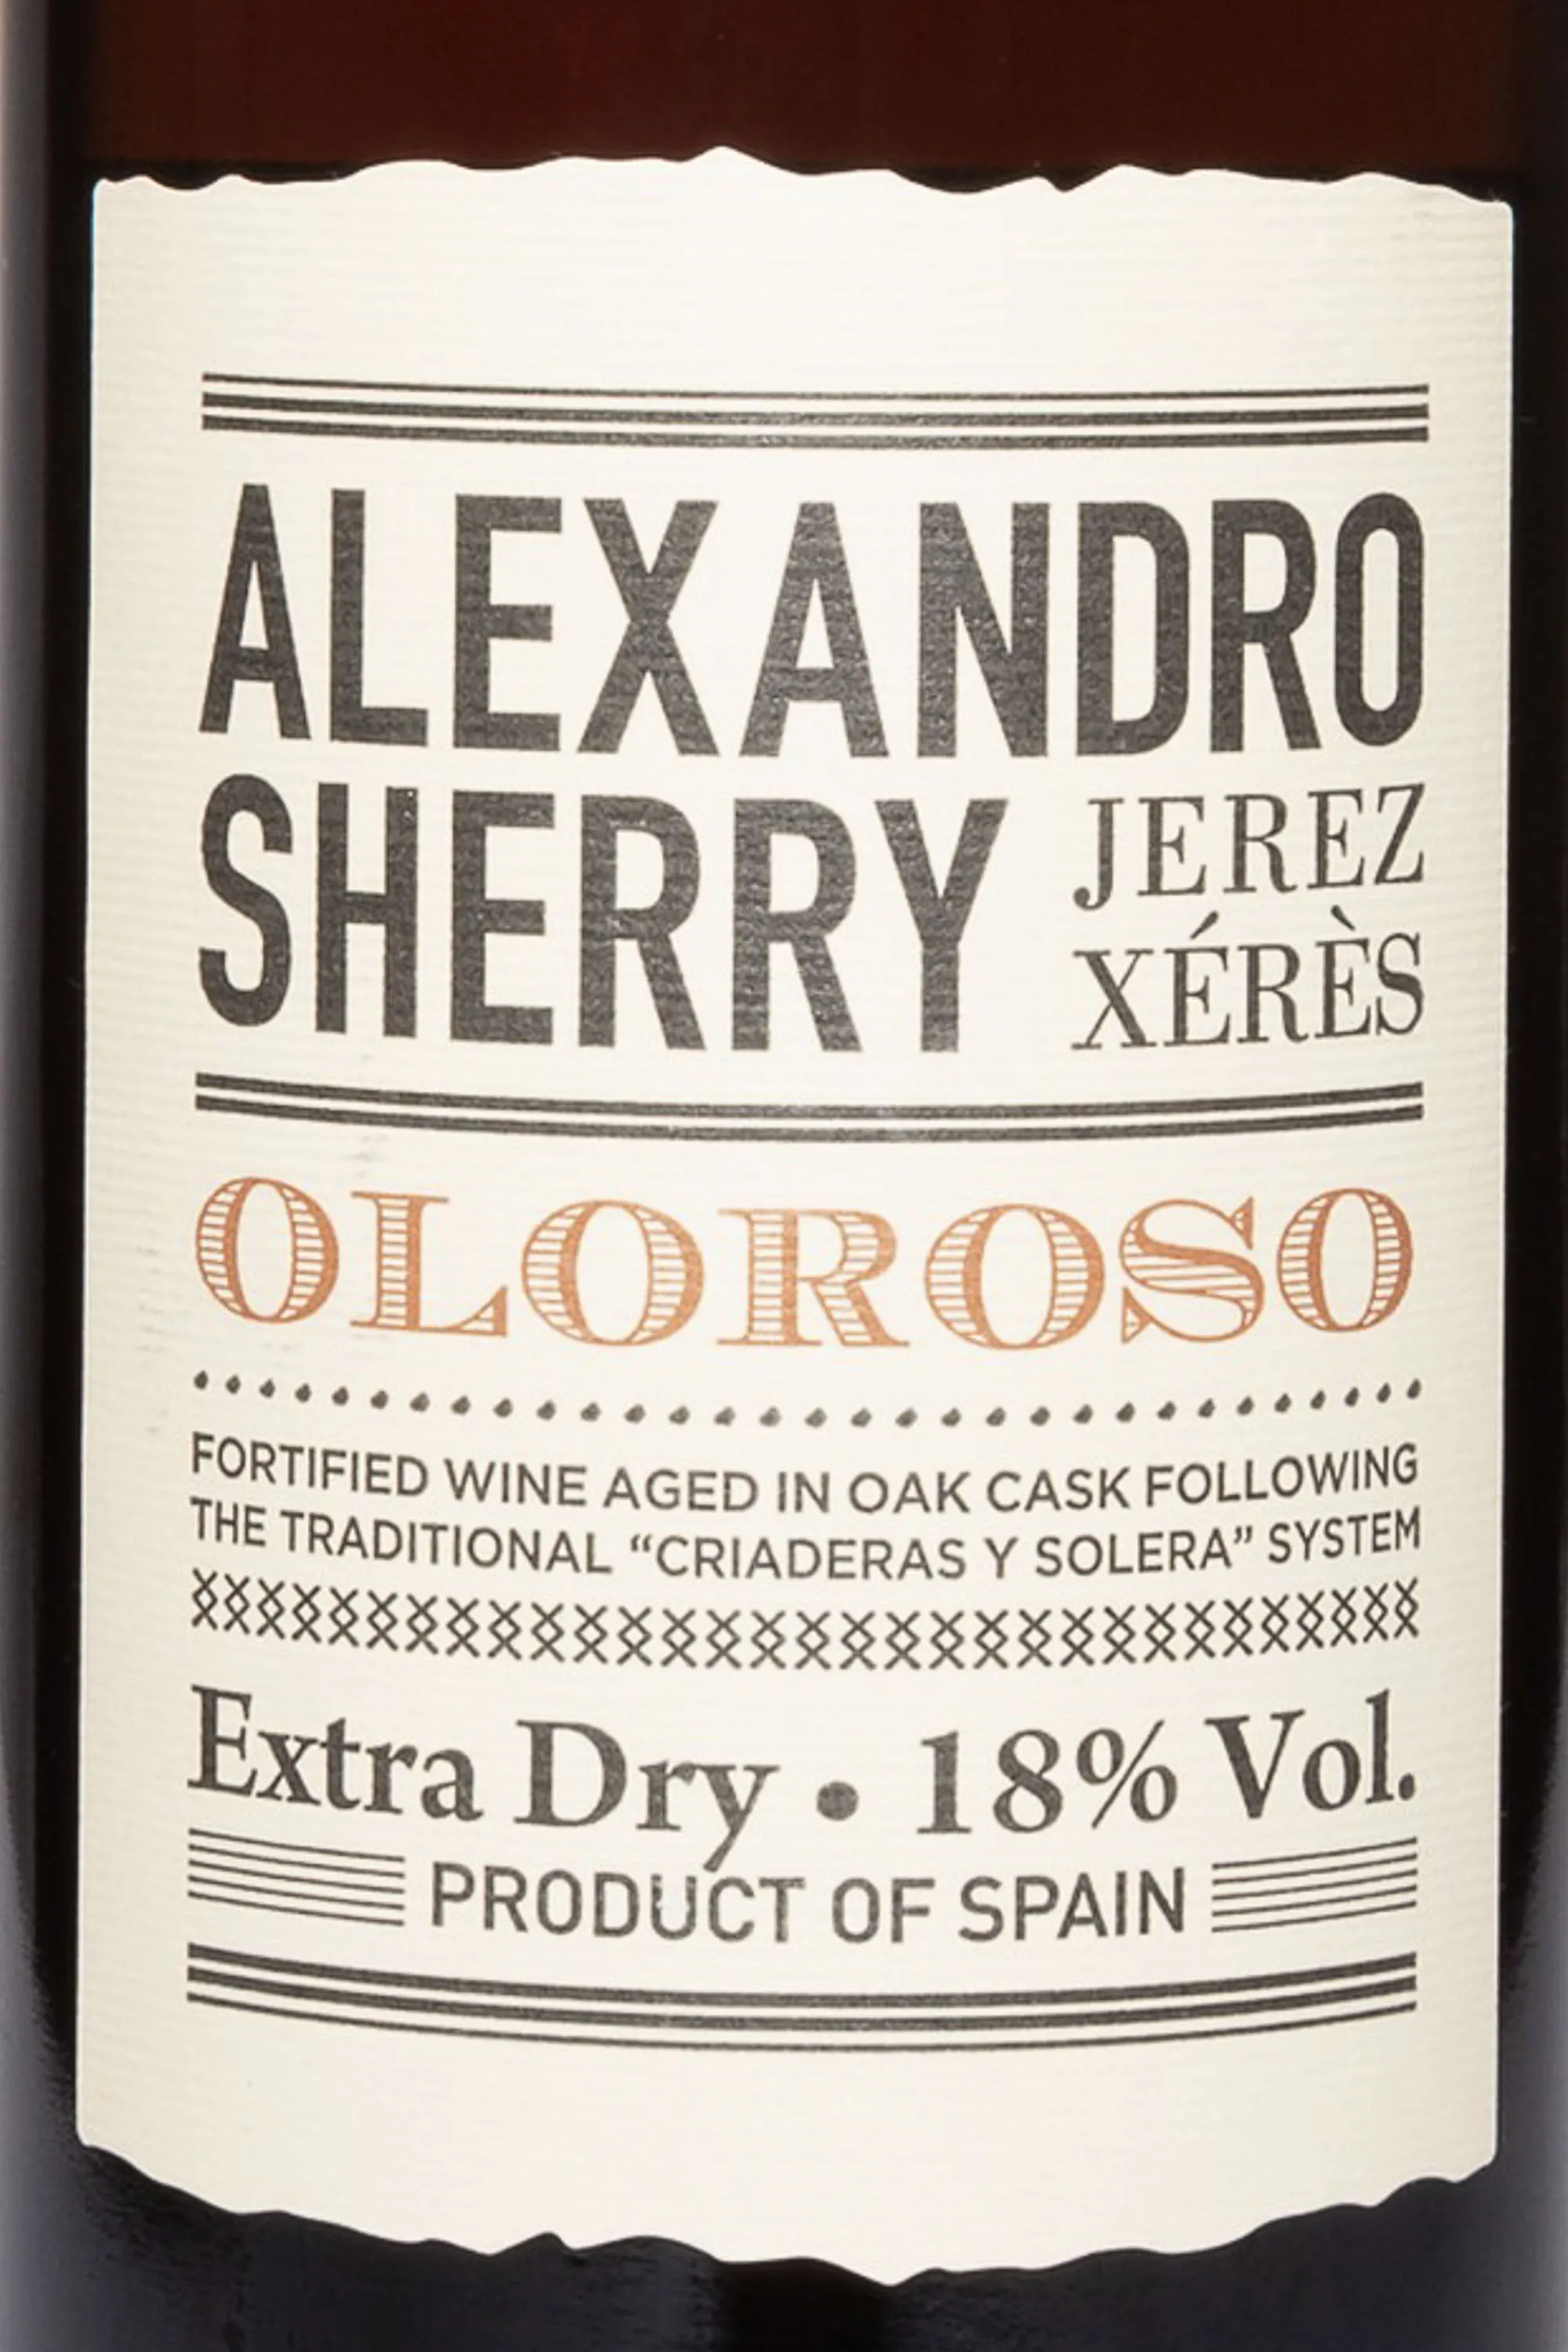 ALEXANDRO
SHERRY JEREZ
XÉRÈS
OLOROSO
FORTIFIED WINE AGED IN OAK CASK FOLLOWING
THE TRADITIONAL “CRIADERAS Y SOLERA” SYSTEM
Extra Dry • 18% Vol.
PRODUCT OF SPAIN